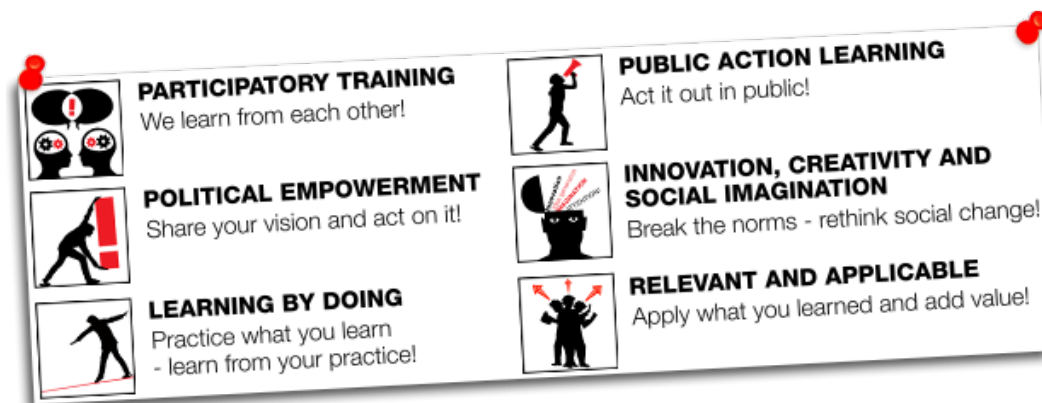 PARTICIPATORY TRAINING
We learn from each other!
POLITICAL EMPOWERMENT
Share your vision and act on it!
LEARNING BY DOING
Practice what you learn
- learn from your practice!
PUBLIC ACTION LEARNING
Act it out in public!
INNOVATION, CREATIVITY AND
SOCIAL IMAGINATION
Break the norms - rethink social change!
RELEVANT AND APPLICABLE
Apply what you learned and add value!